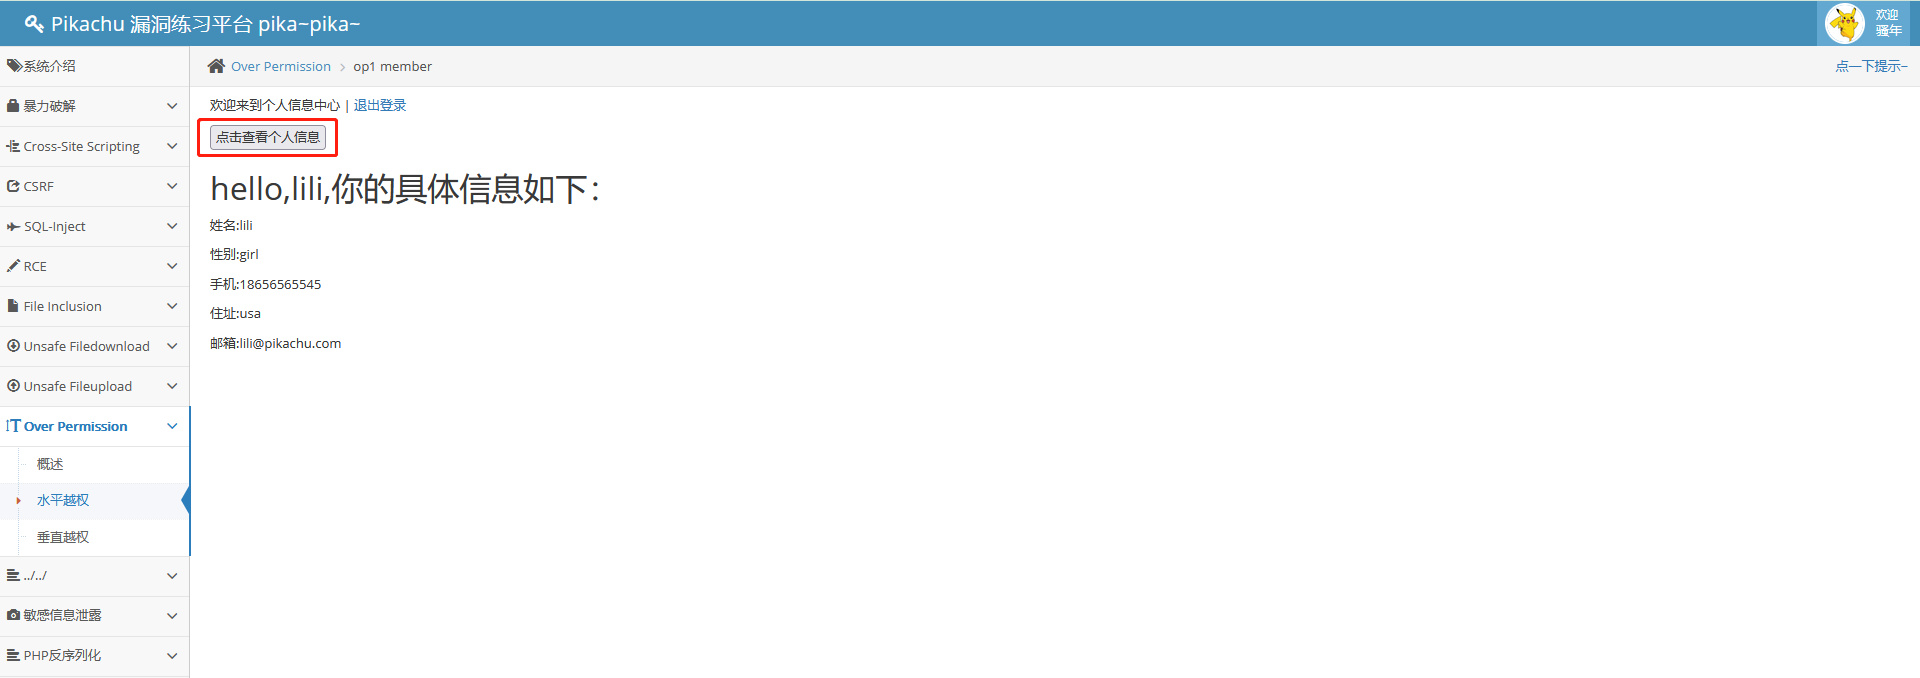 Pikachu 漏洞练习平台 pika~pika~
欢迎
骚年
系统介绍
暴力破解
Cross-Site Scripting
CSRF
SQL-Inject
RCE
File Inclusion
Unsafe Filedownload
Unsafe Fileupload
Over Permission
概述
水平越权
垂直越权
../../
敏感信息泄露
PHP反序列化
Over Permission > op1 member
点一下提示~
欢迎来到个人信息中心 | 退出登录
点击查看个人信息
hello,lili,你的具体信息如下：
姓名:lili
性别:girl
手机:18656565545
住址:usa
邮箱:lili@pikachu.com